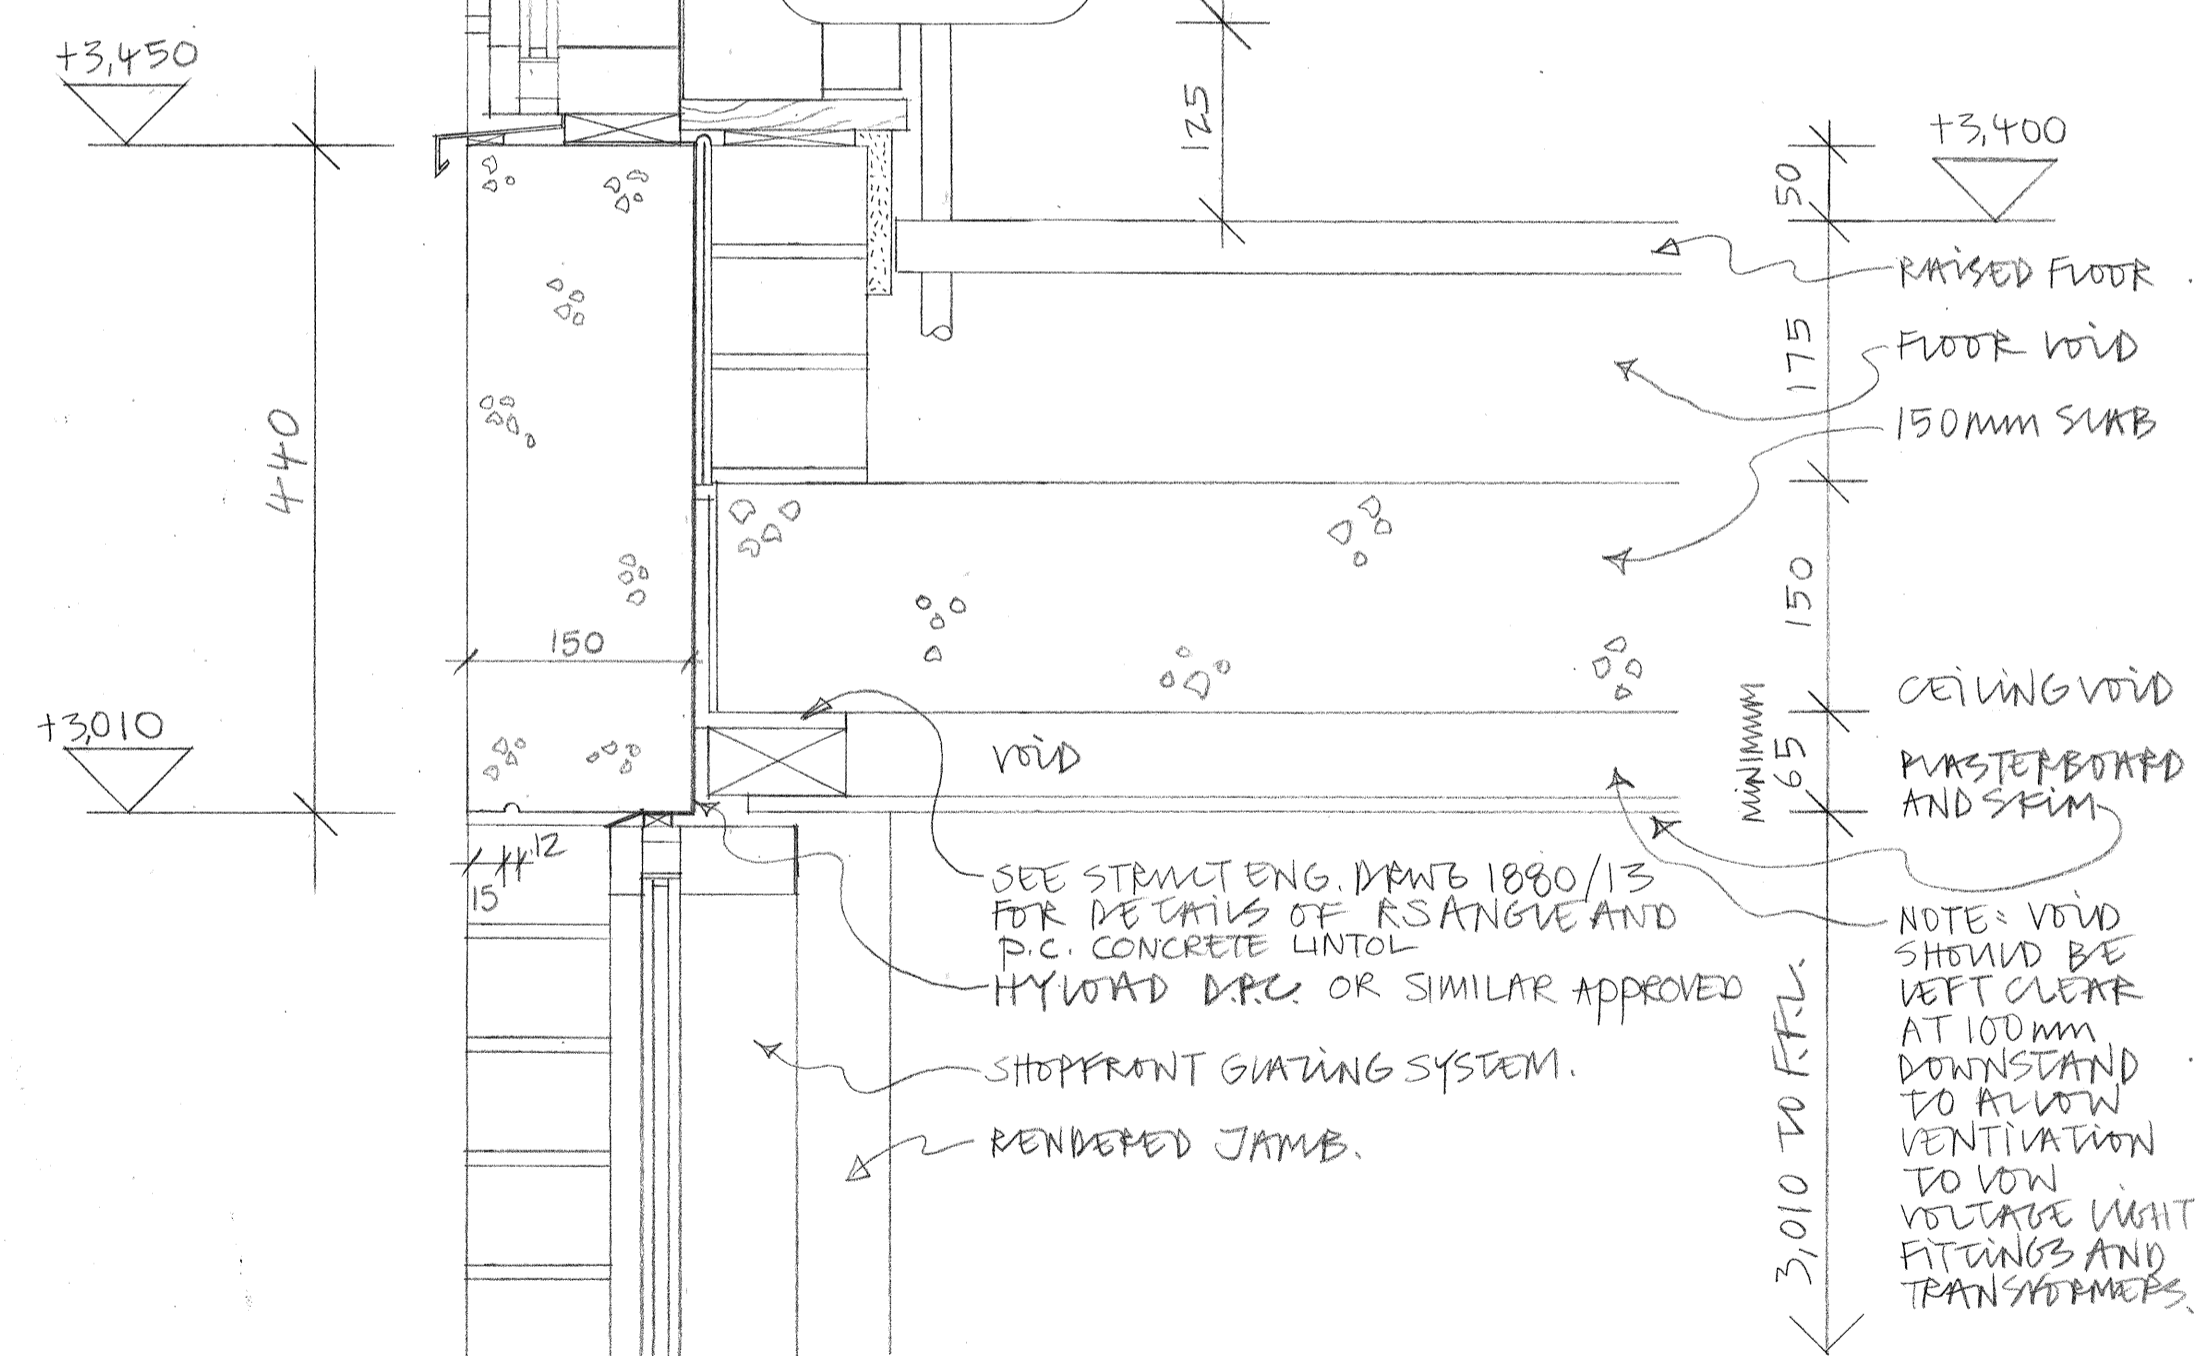 +3,450
125
+3,400
50
RAISED FLOOR
FLOOR VOID
175
150mm SLAB
440
150
150
+3,010
VOID
MINIMUM
65
CEILING VOID
PLASTERBOARD
AND SKIM
12
15
SEE STRUCT ENG. DRWG 1880/13
FOR DETAILS OF RS ANGLE AND
P.C. CONCRETE LINTOL
HYLOAD D.P.C. OR SIMILAR APPROVED
SHOPFRONT GLAZING SYSTEM.
RENDERED JAMB.
3,010 TO F.F.L.
NOTE: VOID
SHOULD BE
LEFT CLEAR
AT 100mm
DOWNSTAND
TO ALLOW
VENTILATION
TO LOW
VOLTAGE LIGHT
FITTINGS AND
TRANSFORMERS.